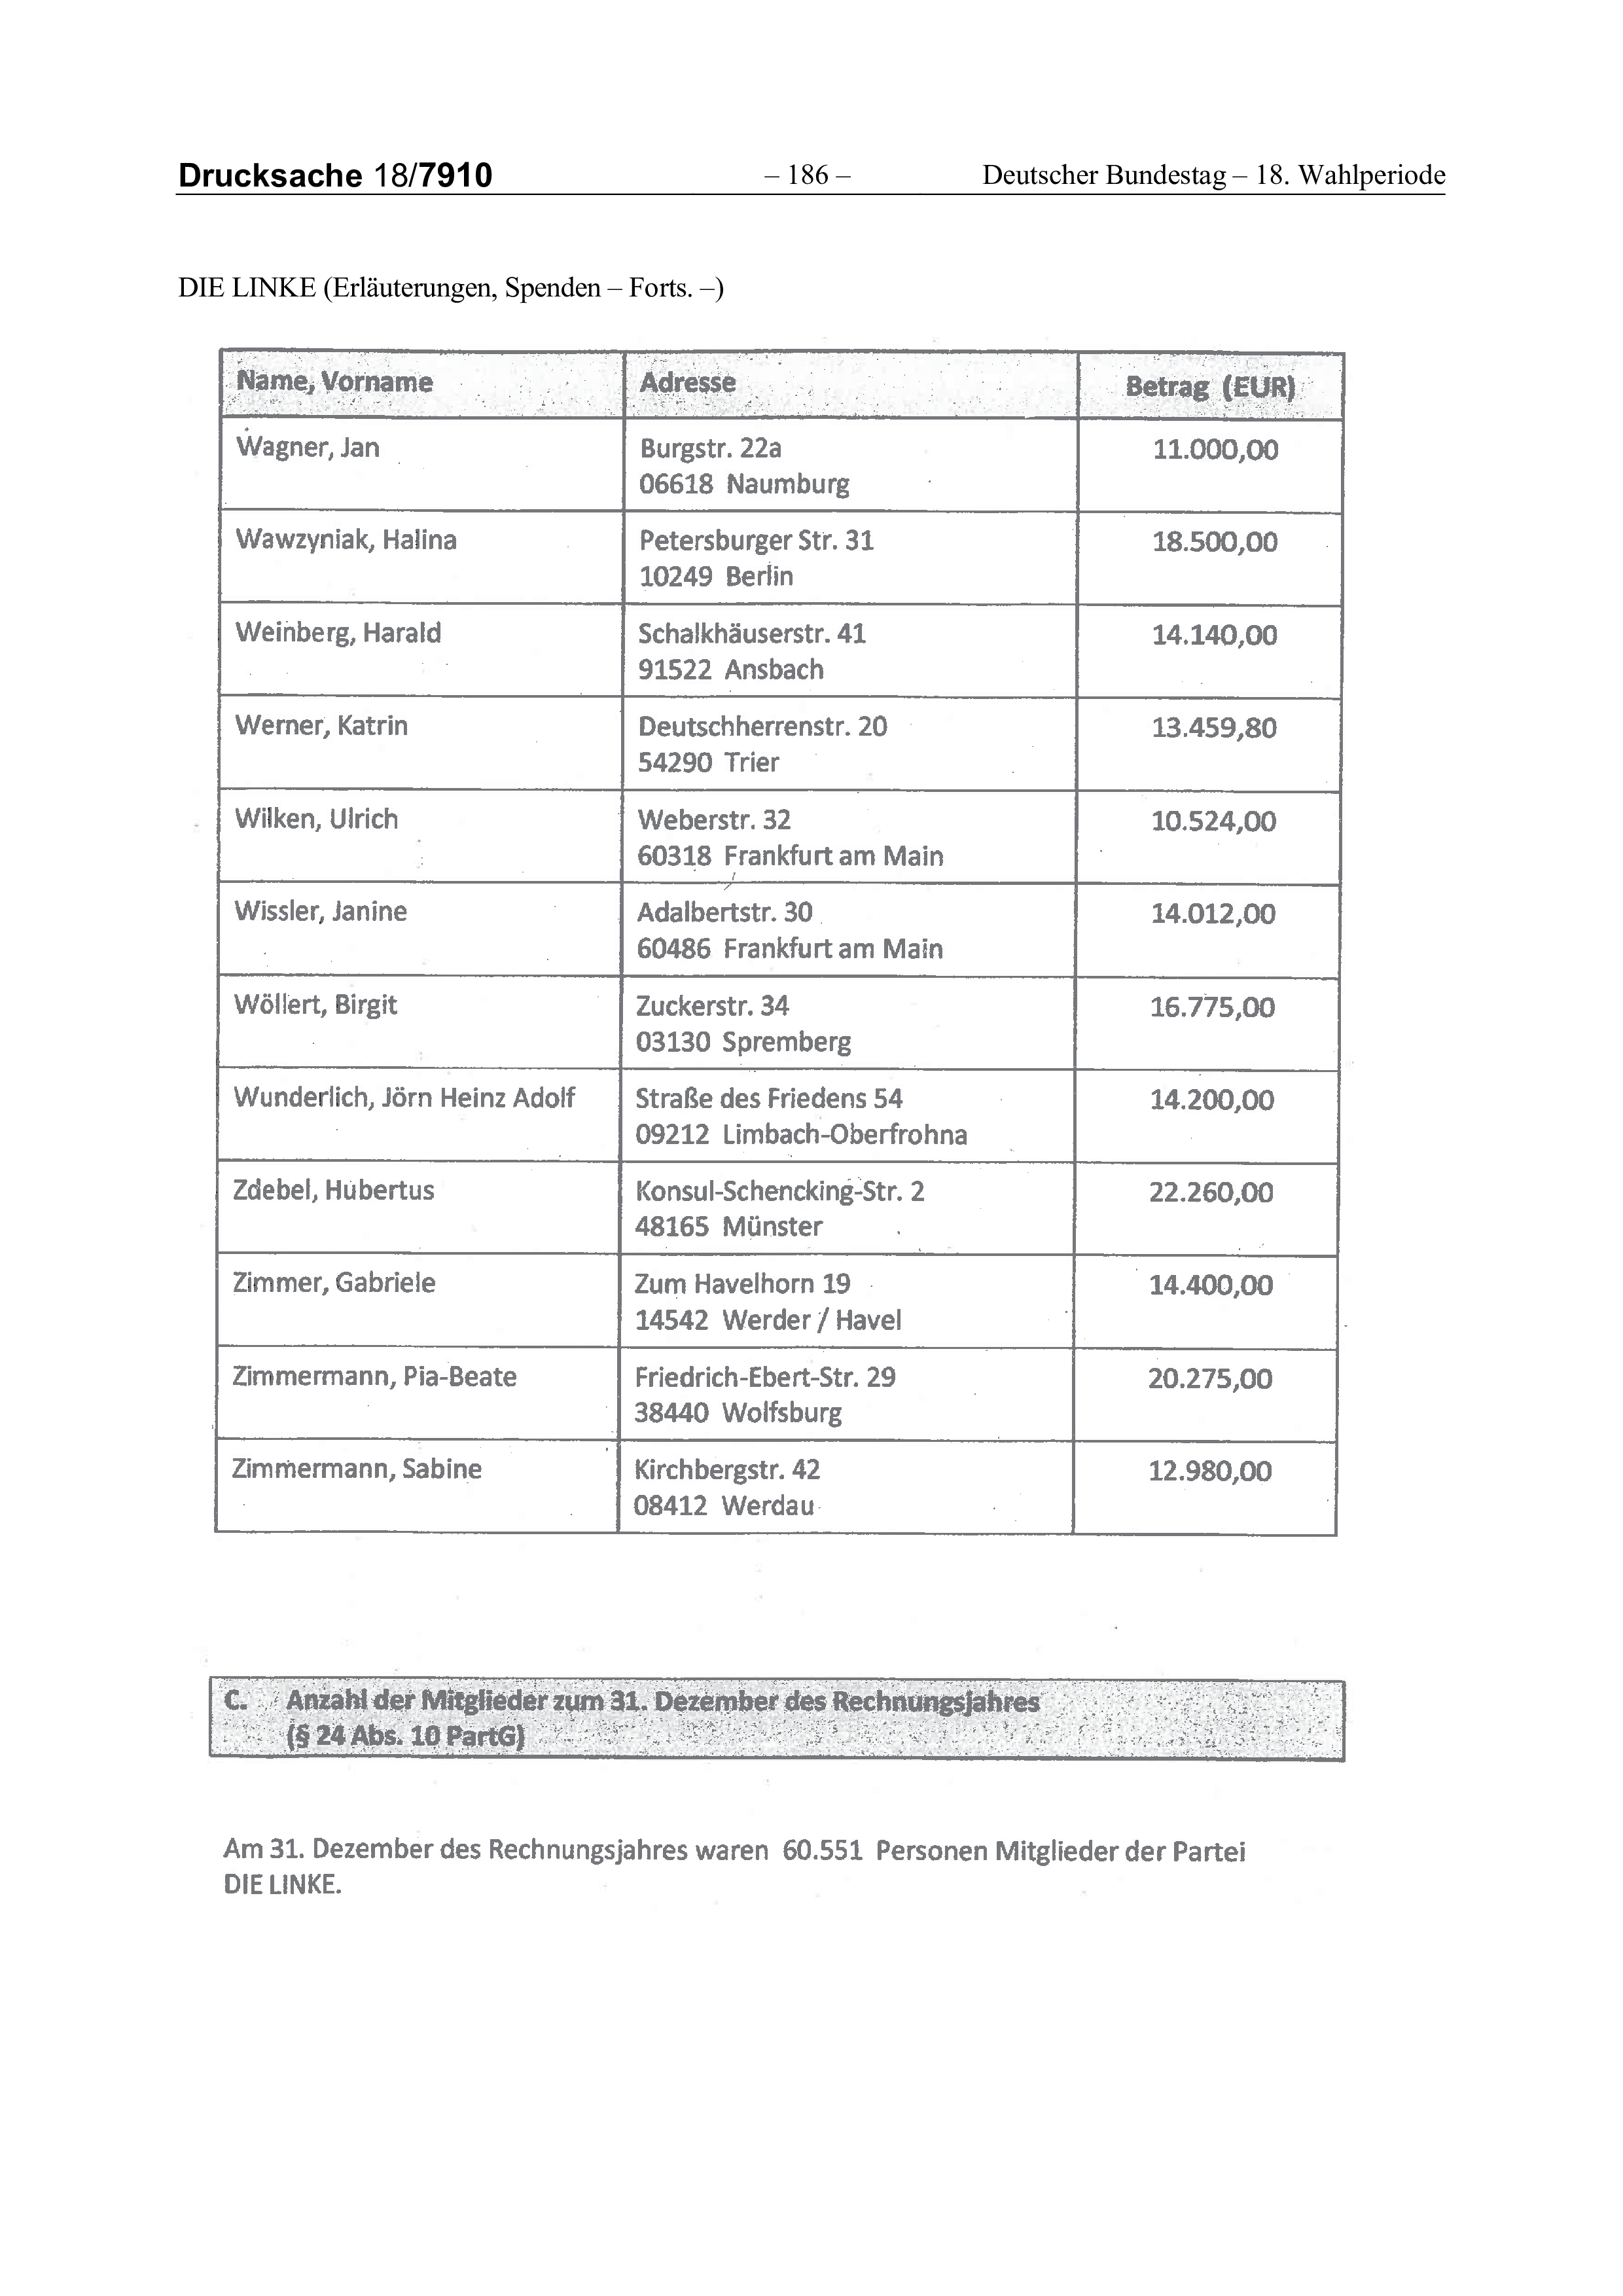 Drucksache 18/7910 – 186 – Deutscher Bundestag – 18. Wahlperiode
DIE LINKE (Erläuterungen, Spenden – Forts. –)
Name, Vorname Adresse Betrag (EUR)
Wagner, Jan Burgstr. 22a 11.000,00
06618 Naumburg
Wawzyniak, Halina Petersburger Str. 31 18.500,00
10249 Berlin
Weinberg, Harald Schalkhäuserstr. 41 14.140,00
91522 Ansbach
Werner, Katrin Deutschherrenstr. 20 13.459,80
54290 Trier
Wilken, Ulrich Weberstr. 32 10.524,00
60318 Frankfurt am Main
Wissler, Janine Adalbertstr. 30 14.012,00
60486 Frankfurt am Main
Wöllert, Birgit Zuckerstr. 34 16.775,00
03130 Spremberg
Wunderlich, Jörn Heinz Adolf Straße des Friedens 54 14.200,00
09212 Limbach-Oberfrohna
Zdebel, Hubertus Konsul-Schencking-Str. 2 22.260,00
48165 Münster
Zimmer, Gabriele Zum Havelhorn 19 14.400,00
14542 Werder / Havel
Zimmermann, Pia-Beate Friedrich-Ebert-Str. 29 20.275,00
38440 Wolfsburg
Zimmermann, Sabine Kirchbergstr. 42 12.980,00
08412 Werdau
C. Anzahl der Mitglieder zum 31. Dezember des Rechnungsjahres
(§ 24 Abs. 10 PartG)
Am 31. Dezember des Rechnungsjahres waren 60.551 Personen Mitglieder der Partei
DIE LINKE.